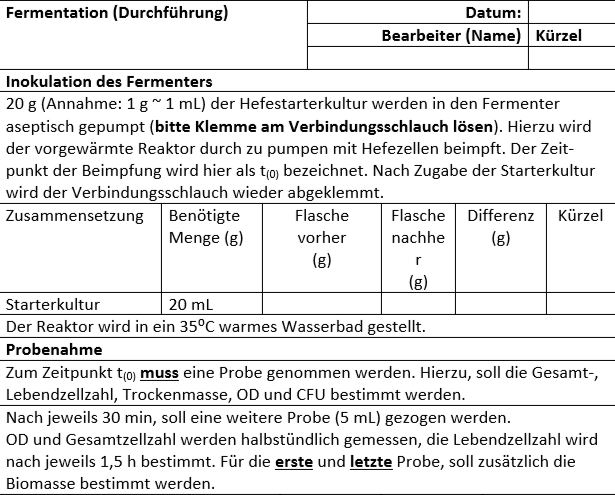 Fermentation (Durchführung)
Datum:
Bearbeiter (Name)
Kürzel
Inokulation des Fermenters
20 g (Annahme: 1 g ~ 1 mL) der Hefestarterkultur werden in den Fermenter
aseptisch gepumpt (bitte Klemme am Verbindungsschlauch lösen). Hierzu wird
der vorgewärmte Reaktor durch zu pumpen mit Hefezellen beimpft. Der Zeit-
punkt der Beimpfung wird hier als t(0) bezeichnet. Nach Zugabe der Starterkultur
wird der Verbindungsschlauch wieder abgeklemmt.
Zusammensetzung
Benötigte
Menge (g)
Flasche
vorher
(g)
Flasche
nachhe
r
(g)
Differenz
(g)
Kürzel
Starterkultur
20 mL
Der Reaktor wird in ein 35⁰C warmes Wasserbad gestellt.
Probenahme
Zum Zeitpunkt t(0) muss eine Probe genommen werden. Hierzu, soll die Gesamt-,
Lebendzellzahl, Trockenmasse, OD und CFU bestimmt werden.
Nach jeweils 30 min, soll eine weitere Probe (5 mL) gezogen werden.
OD und Gesamtzellzahl werden halbstündlich gemessen, die Lebendzellzahl wird
nach jeweils 1,5 h bestimmt. Für die erste und letzte Probe, soll zusätzlich die
Biomasse bestimmt werden.